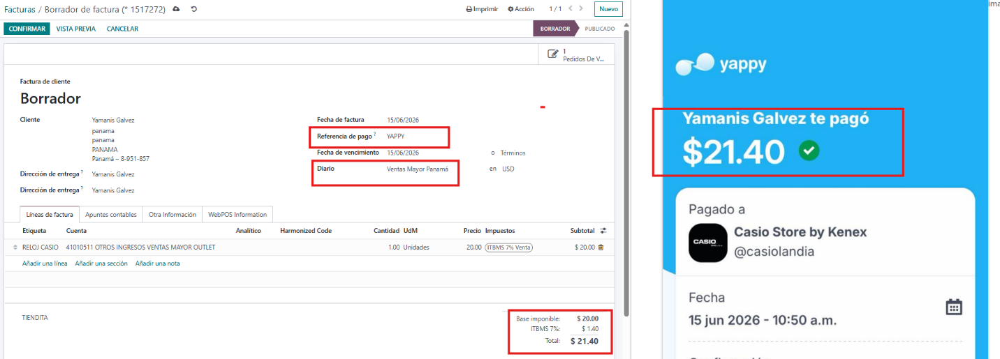 Facturas / Borrador de factura (* 1517272)
Imprimir Acción 1 / 1 Nuevo
CONFIRMAR VISTA PREVIA CANCELAR
BORRADOR PUBLICADO
1
Pedidos De V...
Factura de cliente
Borrador
Cliente Yamanis Galvez
panama
panama
PANAMA
Panamá – 8-951-857
Dirección de entrega ? Yamanis Galvez
Dirección de entrega ? Yamanis Galvez
Fecha de factura 15/06/2026
Referencia de pago ? YAPPY
Fecha de vencimiento 15/06/2026 o Términos
Diario Ventas Mayor Panamá en USD
Líneas de factura Apuntes contables Otra Información WebPOS Information
Etiqueta Cuenta Analítico Harmonized Code Cantidad UdM Precio Impuestos Subtotal
RELOJ CASIO 41010511 OTROS INGRESOS VENTAS MAYOR OUTLET 1.00 Unidades 20.00 ITBMS 7% Venta $ 20.00
Añadir una línea Añadir una sección Añadir una nota
TIENDITA
Base imponible: $ 20.00
ITBMS 7%: $ 1.40
Total: $ 21.40
yappy
Yamanis Galvez te pagó
$21.40
Pagado a
CASIO
Casio Store by Kenex
@casiolandia
Fecha
15 jun 2026 - 10:50 a.m.